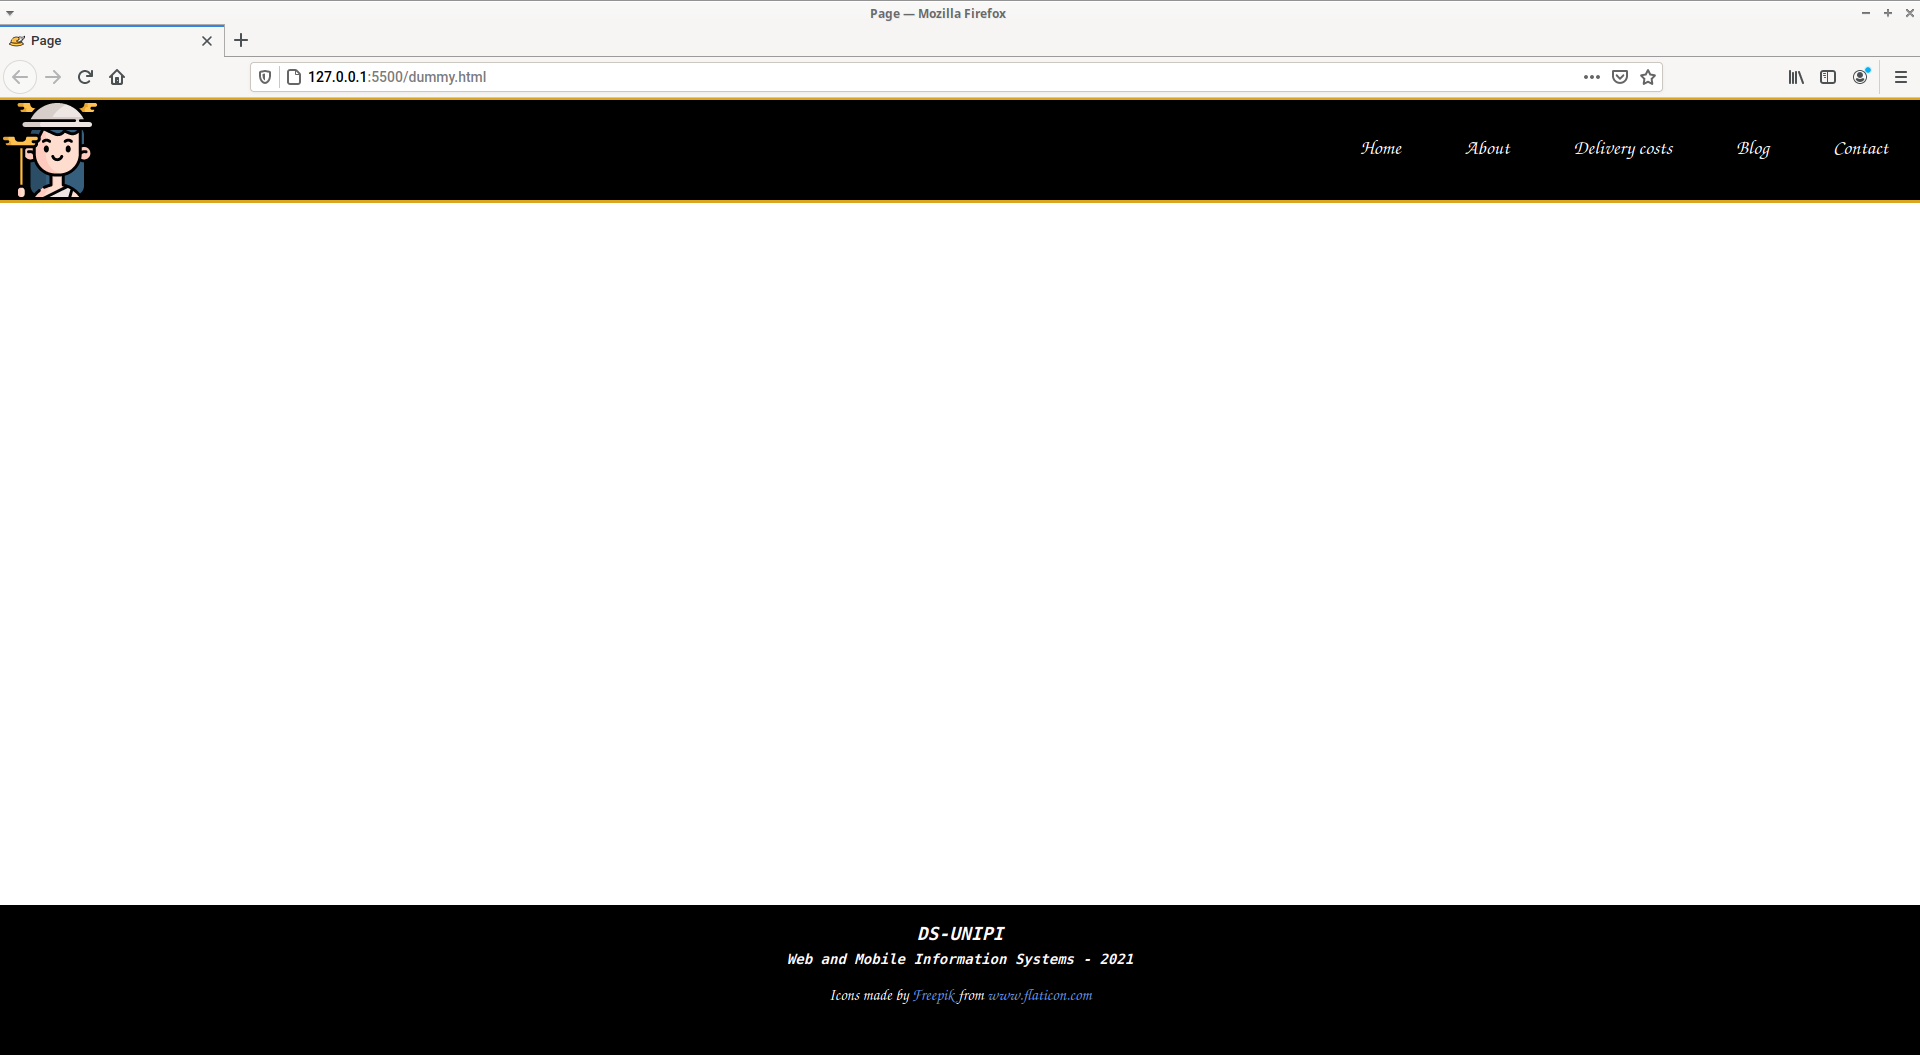 Page — Mozilla Firefox
Page
127.0.0.1:5500/dummy.html
Home About Delivery costs Blog Contact
DS-UNIPI
Web and Mobile Information Systems - 2021
Icons made by Freepik from www.flaticon.com